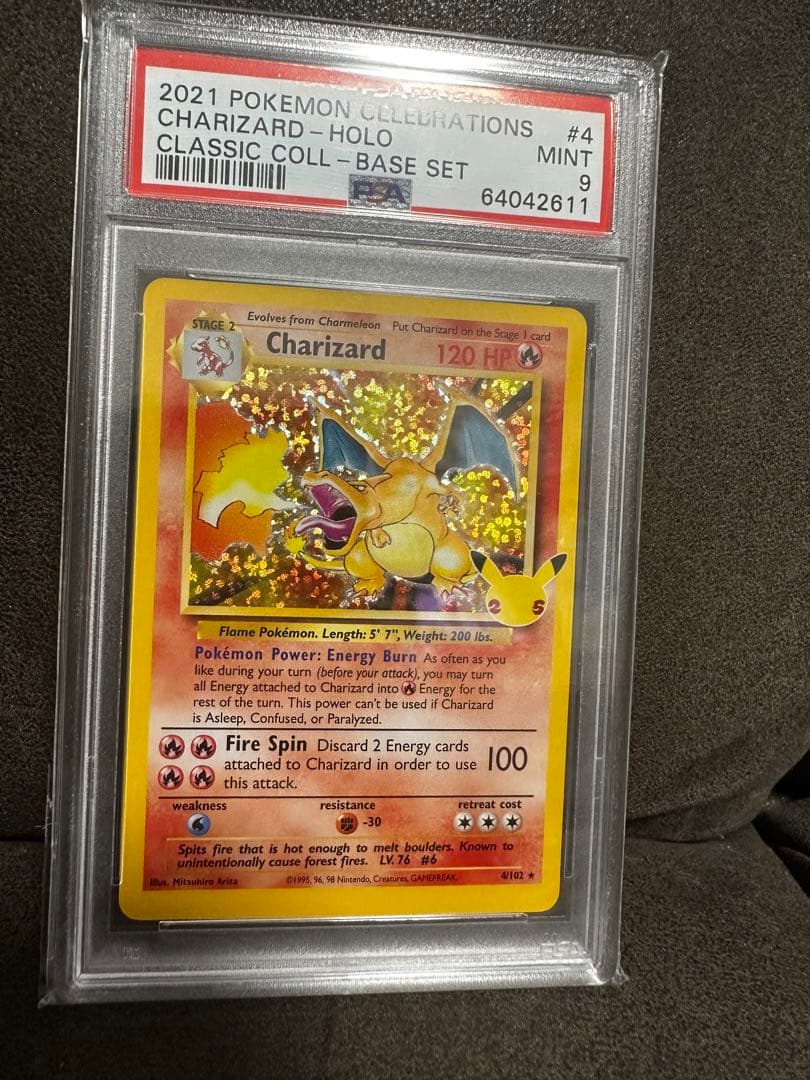 2021 POKEMON CELEBRATIONS #4
CHARIZARD-HOLO MINT
CLASSIC COLL-BASE SET 9
PSA 64042611
STAGE 2 Evolves from Charmeleon Put Charizard on the Stage 1 card
Charizard 120 HP
25
Flame Pokémon. Length: 5' 7", Weight: 200 lbs.
Pokémon Power: Energy Burn As often as you
like during your turn (before your attack), you may turn
all Energy attached to Charizard into Energy for the
rest of the turn. This power can't be used if Charizard
is Asleep, Confused, or Paralyzed.
Fire Spin Discard 2 Energy cards
attached to Charizard in order to use 100
this attack.
weakness resistance retreat cost
-30
Spits fire that is hot enough to melt boulders. Known to
unintentionally cause forest fires. LV. 76 #6
Illus. Mitsuhiro Arita ©1995, 96, 98 Nintendo, Creatures, GAMEFREAK. 4/102 ★